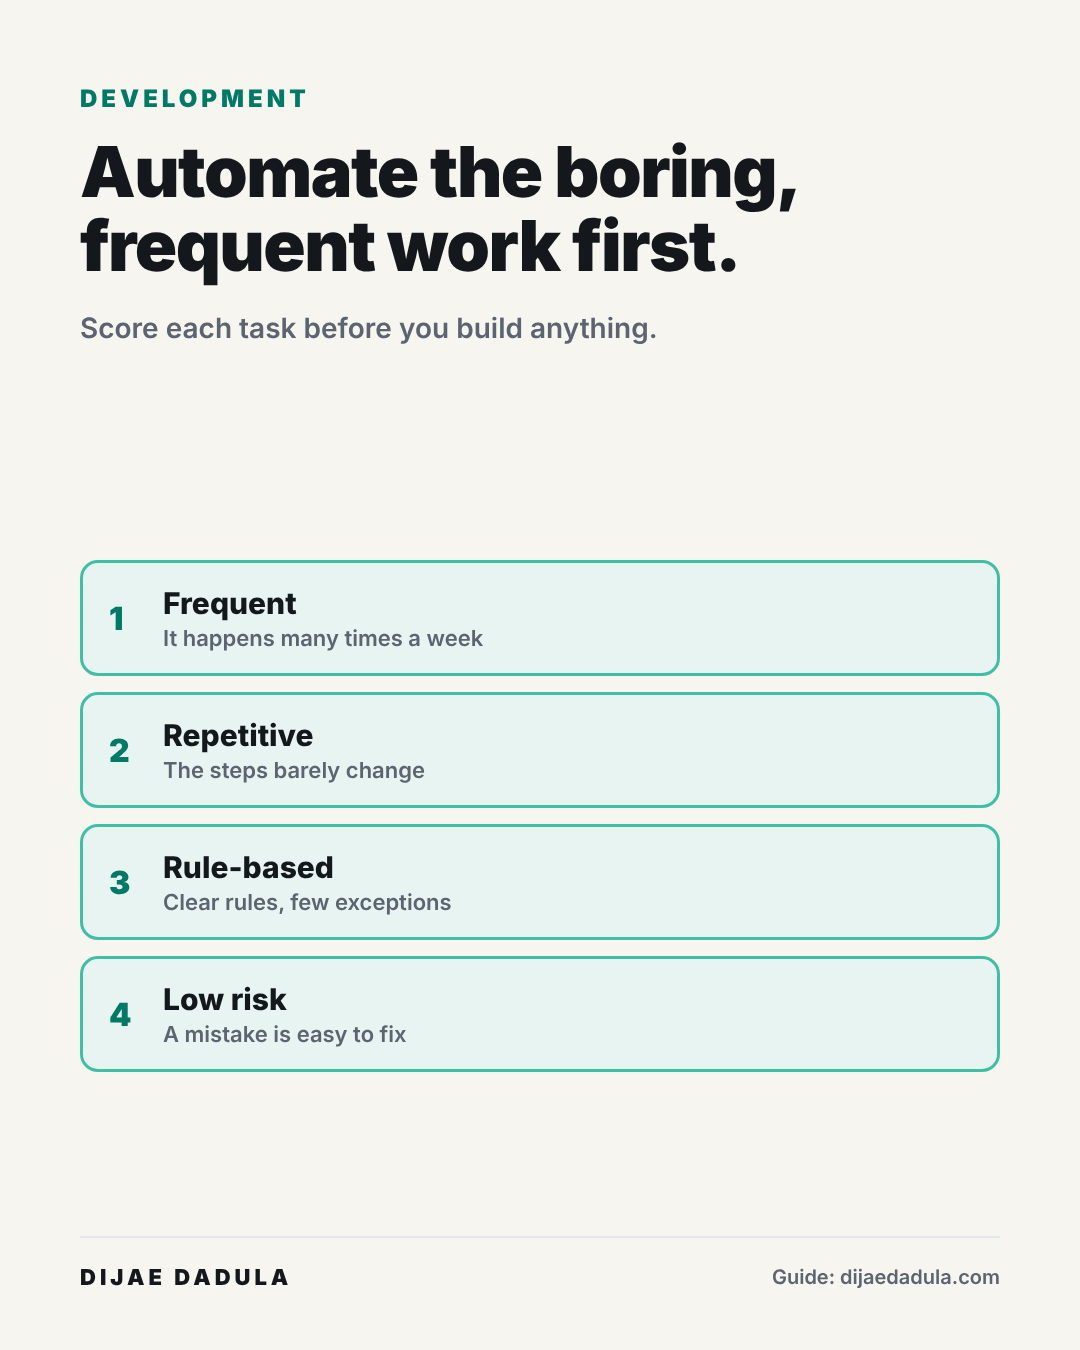 DEVELOPMENT
Automate the boring,
frequent work first.
Score each task before you build anything.
1
Frequent
It happens many times a week
2
Repetitive
The steps barely change
3
Rule-based
Clear rules, few exceptions
4
Low risk
A mistake is easy to fix
DIJAE DADULA
Guide: dijaedadula.com